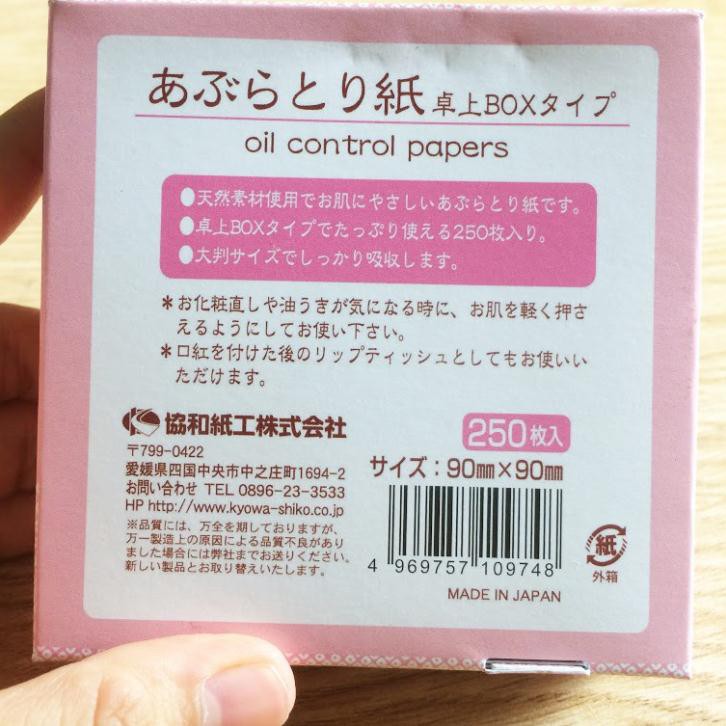 あぶらとり紙 卓上BOXタイプ
oil control papers
●天然素材使用でお肌にやさしいあぶらとり紙です。
●卓上BOXタイプでたっぷり使える250枚入り。
●大判サイズでしっかり吸収します。
＊お化粧直しや油うきが気になる時に、お肌を軽く押さ
えるようにしてお使い下さい。
＊口紅を付けた後のリップティッシュとしてもお使いい
ただけます。
協和紙工株式会社
〒799-0422
愛媛県四国中央市中之庄町1694-2
お問い合わせ TEL 0896-23-3533
HP http://www.kyowa-shiko.co.jp
※品質には、万全を期しておりますが、
万一製造上の原因による品質不良があり
ました場合には弊社までお送りください。
新しい製品とお取り替えいたします。
250枚入
サイズ：90㎜×90㎜
4 969757 109748
MADE IN JAPAN
紙
外箱